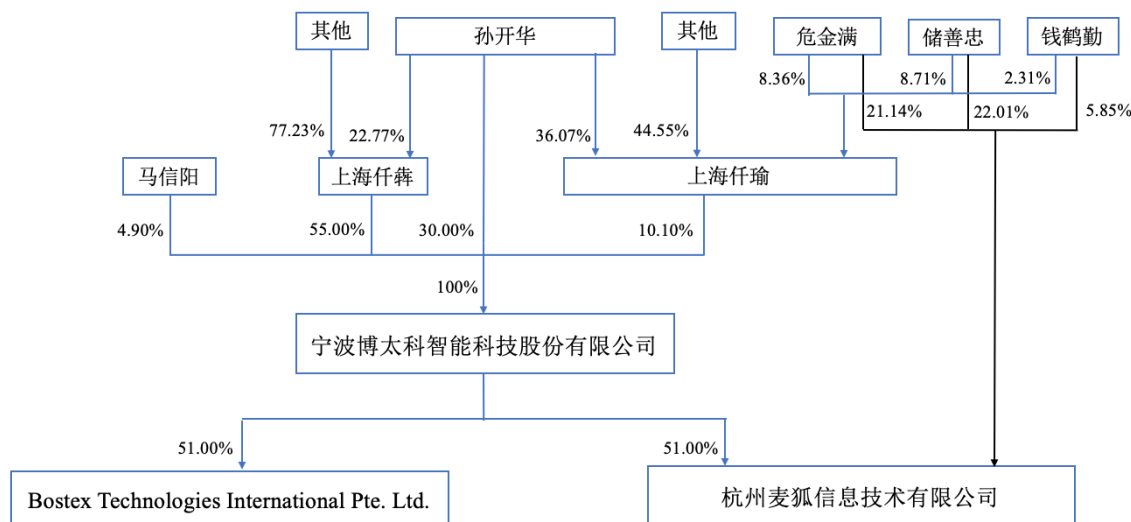 其他
孙开华
其他
危金满
储善忠
钱鹤勤
8.36%
8.71%
2.31%
77.23%
22.77%
36.07%
44.55%
21.14%
22.01%
5.85%
马信阳
上海仟犇
上海仟瑜
4.90%
55.00%
30.00%
10.10%
100%
宁波博太科智能科技股份有限公司
51.00%
51.00%
Bostex Technologies International Pte. Ltd.
杭州麦狐信息技术有限公司